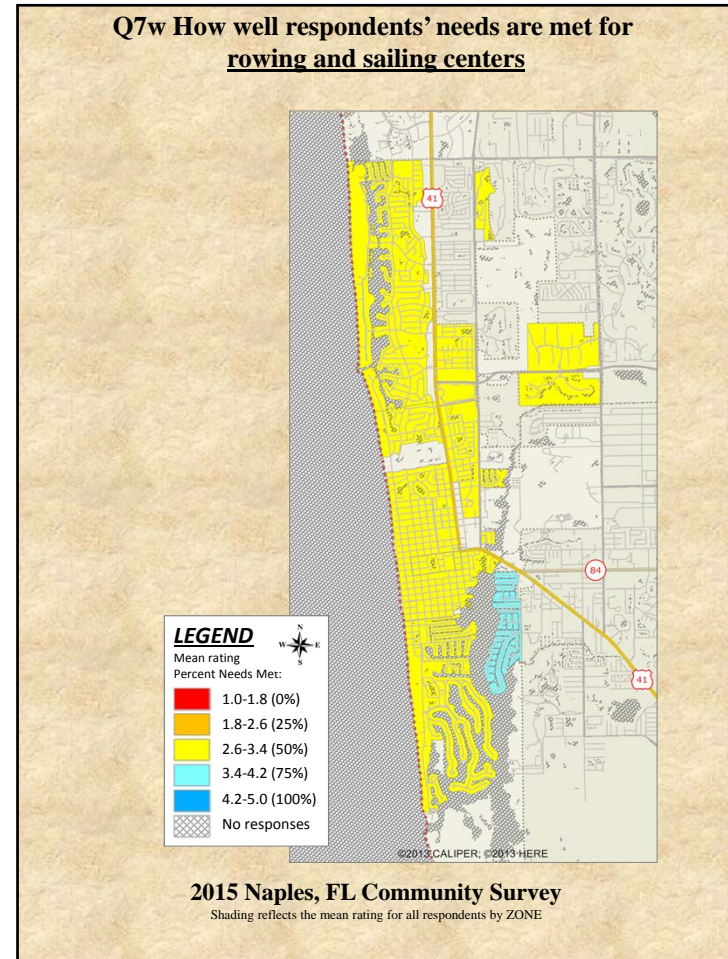 Q7w How well respondents’ needs are met for
rowing and sailing centers
41
84
41
LEGEND
N
W E
S
Mean rating
Percent Needs Met:
1.0-1.8 (0%)
1.8-2.6 (25%)
2.6-3.4 (50%)
3.4-4.2 (75%)
4.2-5.0 (100%)
No responses
©2013 CALIPER; ©2013 HERE
2015 Naples, FL Community Survey
Shading reflects the mean rating for all respondents by ZONE